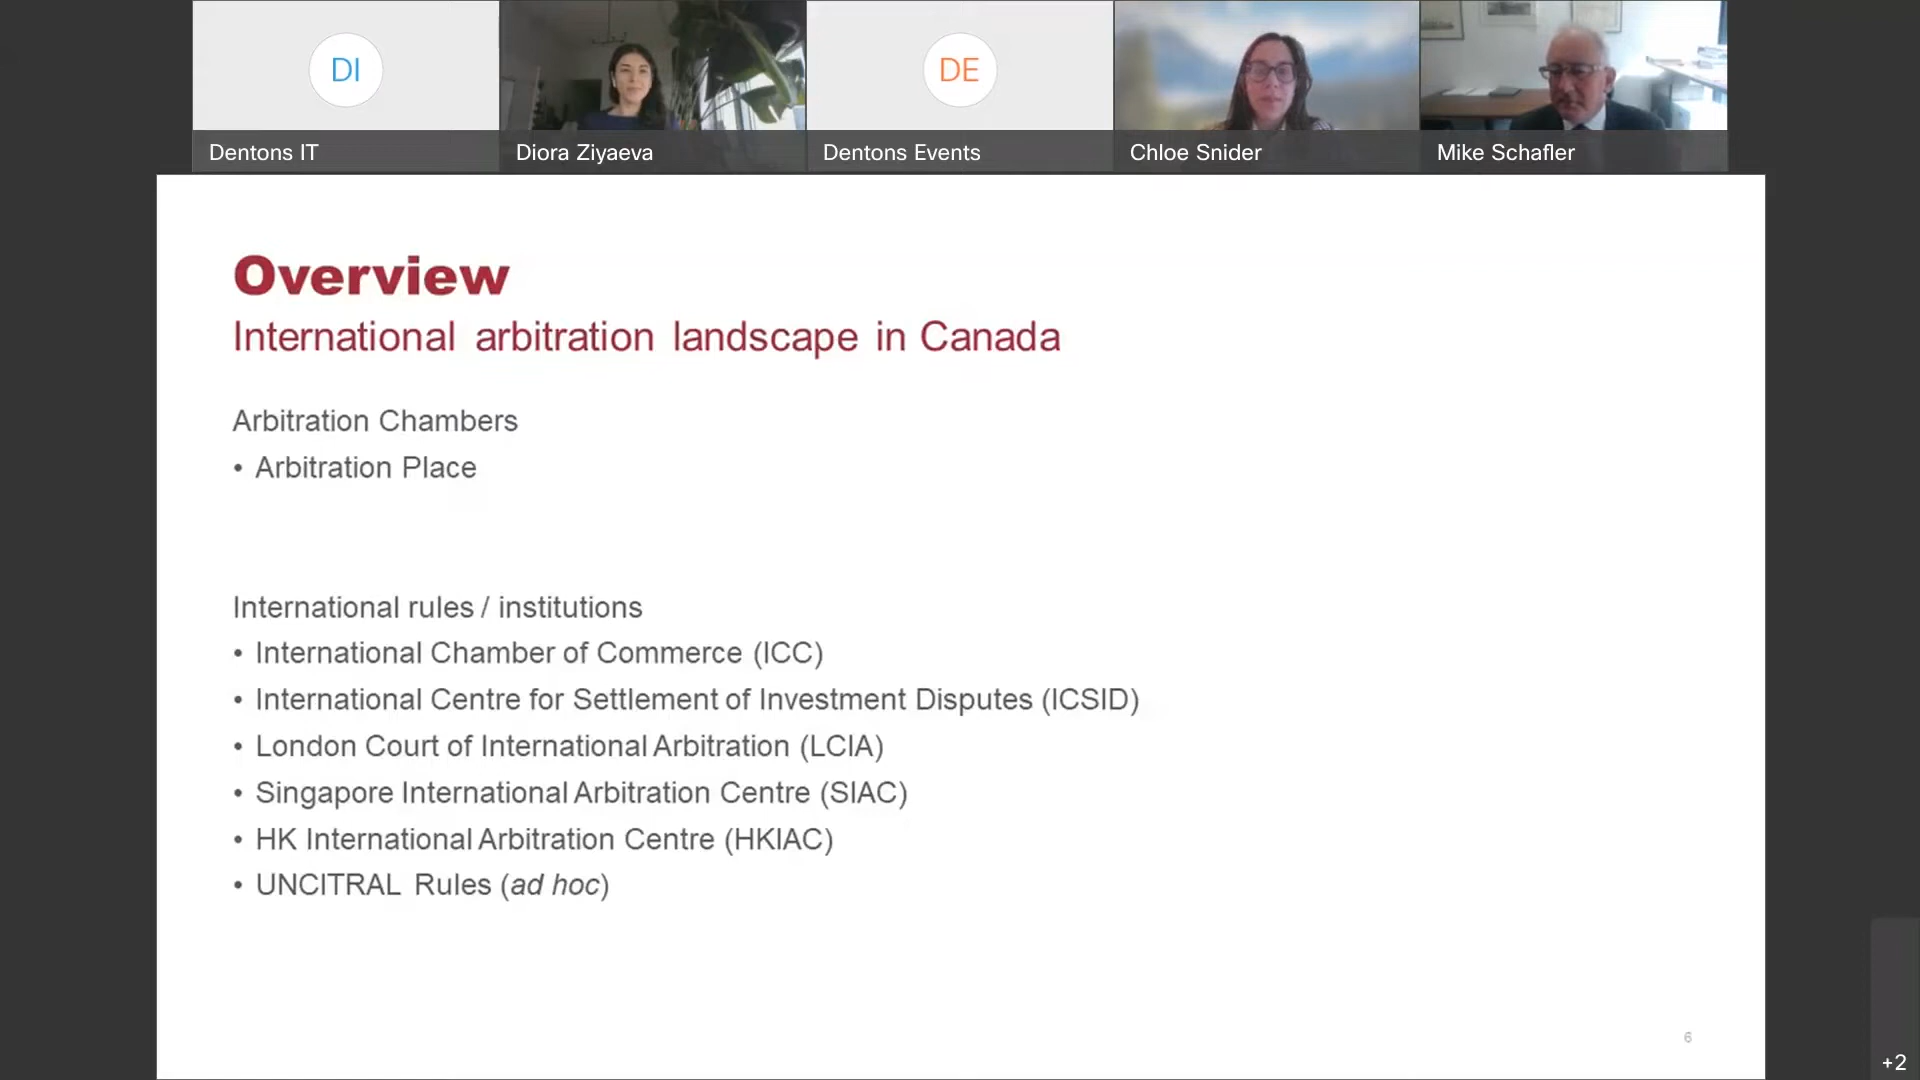 DI
DE
Dentons IT
Diora Ziyaeva
Dentons Events
Chloe Snider
Mike Schafler
Overview
International arbitration landscape in Canada
Arbitration Chambers
• Arbitration Place
International rules / institutions
• International Chamber of Commerce (ICC)
• International Centre for Settlement of Investment Disputes (ICSID)
• London Court of International Arbitration (LCIA)
• Singapore International Arbitration Centre (SIAC)
• HK International Arbitration Centre (HKIAC)
• UNCITRAL Rules (ad hoc)
6
+2